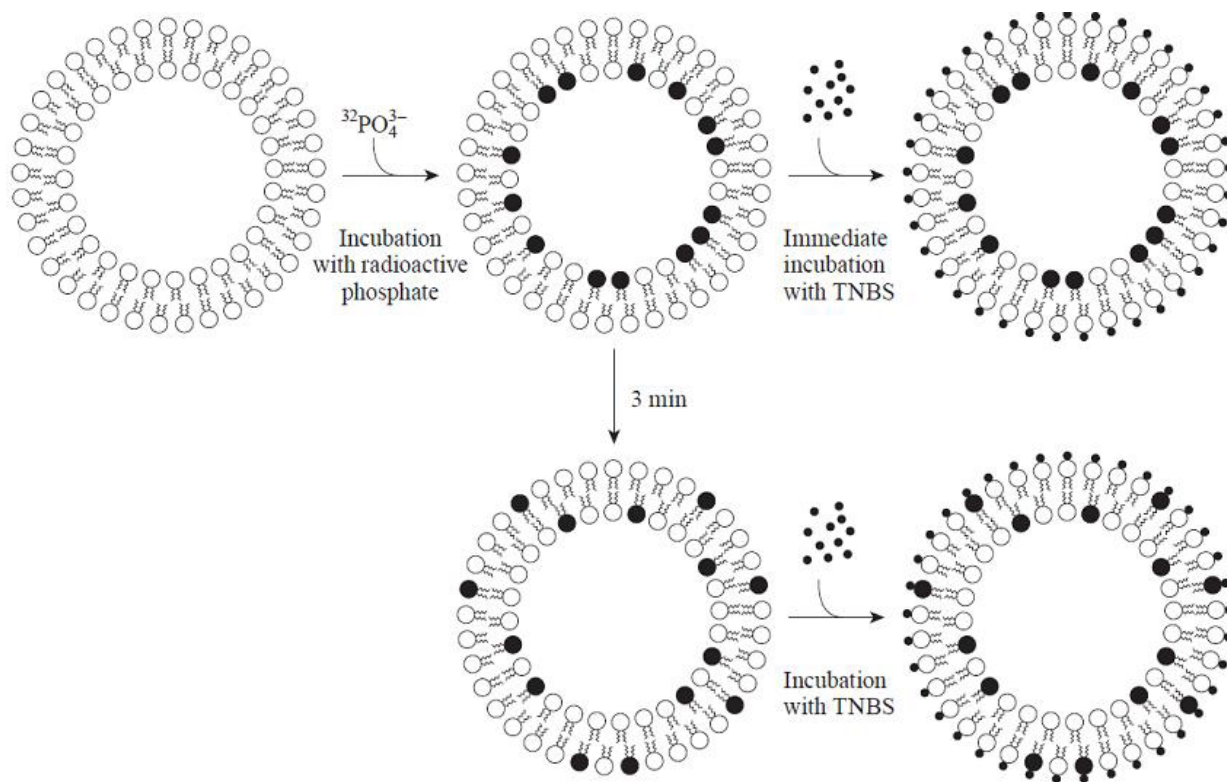 ³²PO₄³⁻
Incubation
with radioactive
phosphate
Immediate
incubation
with TNBS
3 min
Incubation
with TNBS